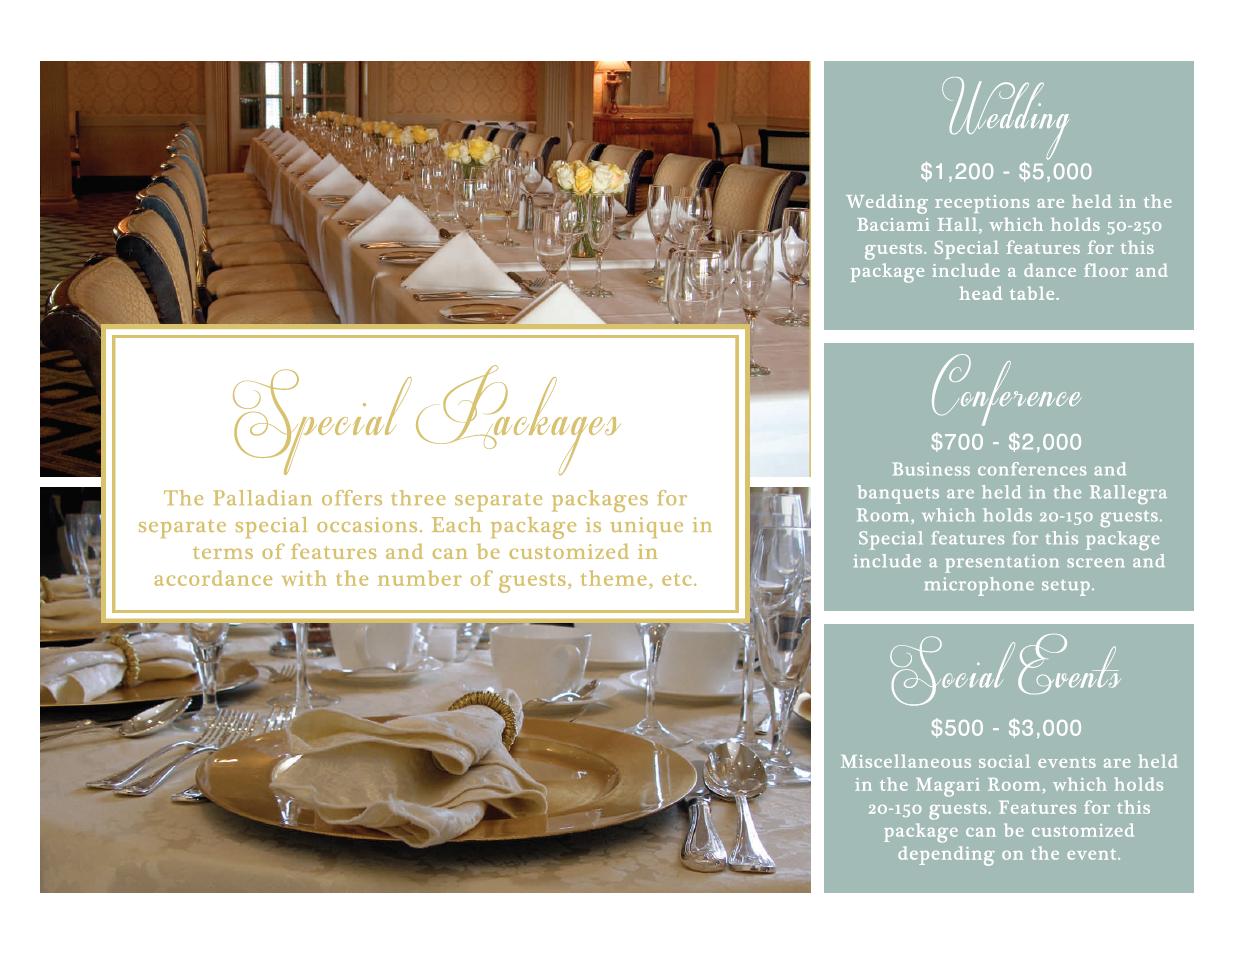 Special Packages
The Palladian offers three separate packages for
separate special occasions. Each package is unique in
terms of features and can be customized in
accordance with the number of guests, theme, etc.
Wedding
$1,200 - $5,000
Wedding receptions are held in the
Baciami Hall, which holds 50-250
guests. Special features for this
package include a dance floor and
head table.
Conference
$700 - $2,000
Business conferences and
banquets are held in the Rallegra
Room, which holds 20-150 guests.
Special features for this package
include a presentation screen and
microphone setup.
Social Events
$500 - $3,000
Miscellaneous social events are held
in the Magari Room, which holds
20-150 guests. Features for this
package can be customized
depending on the event.